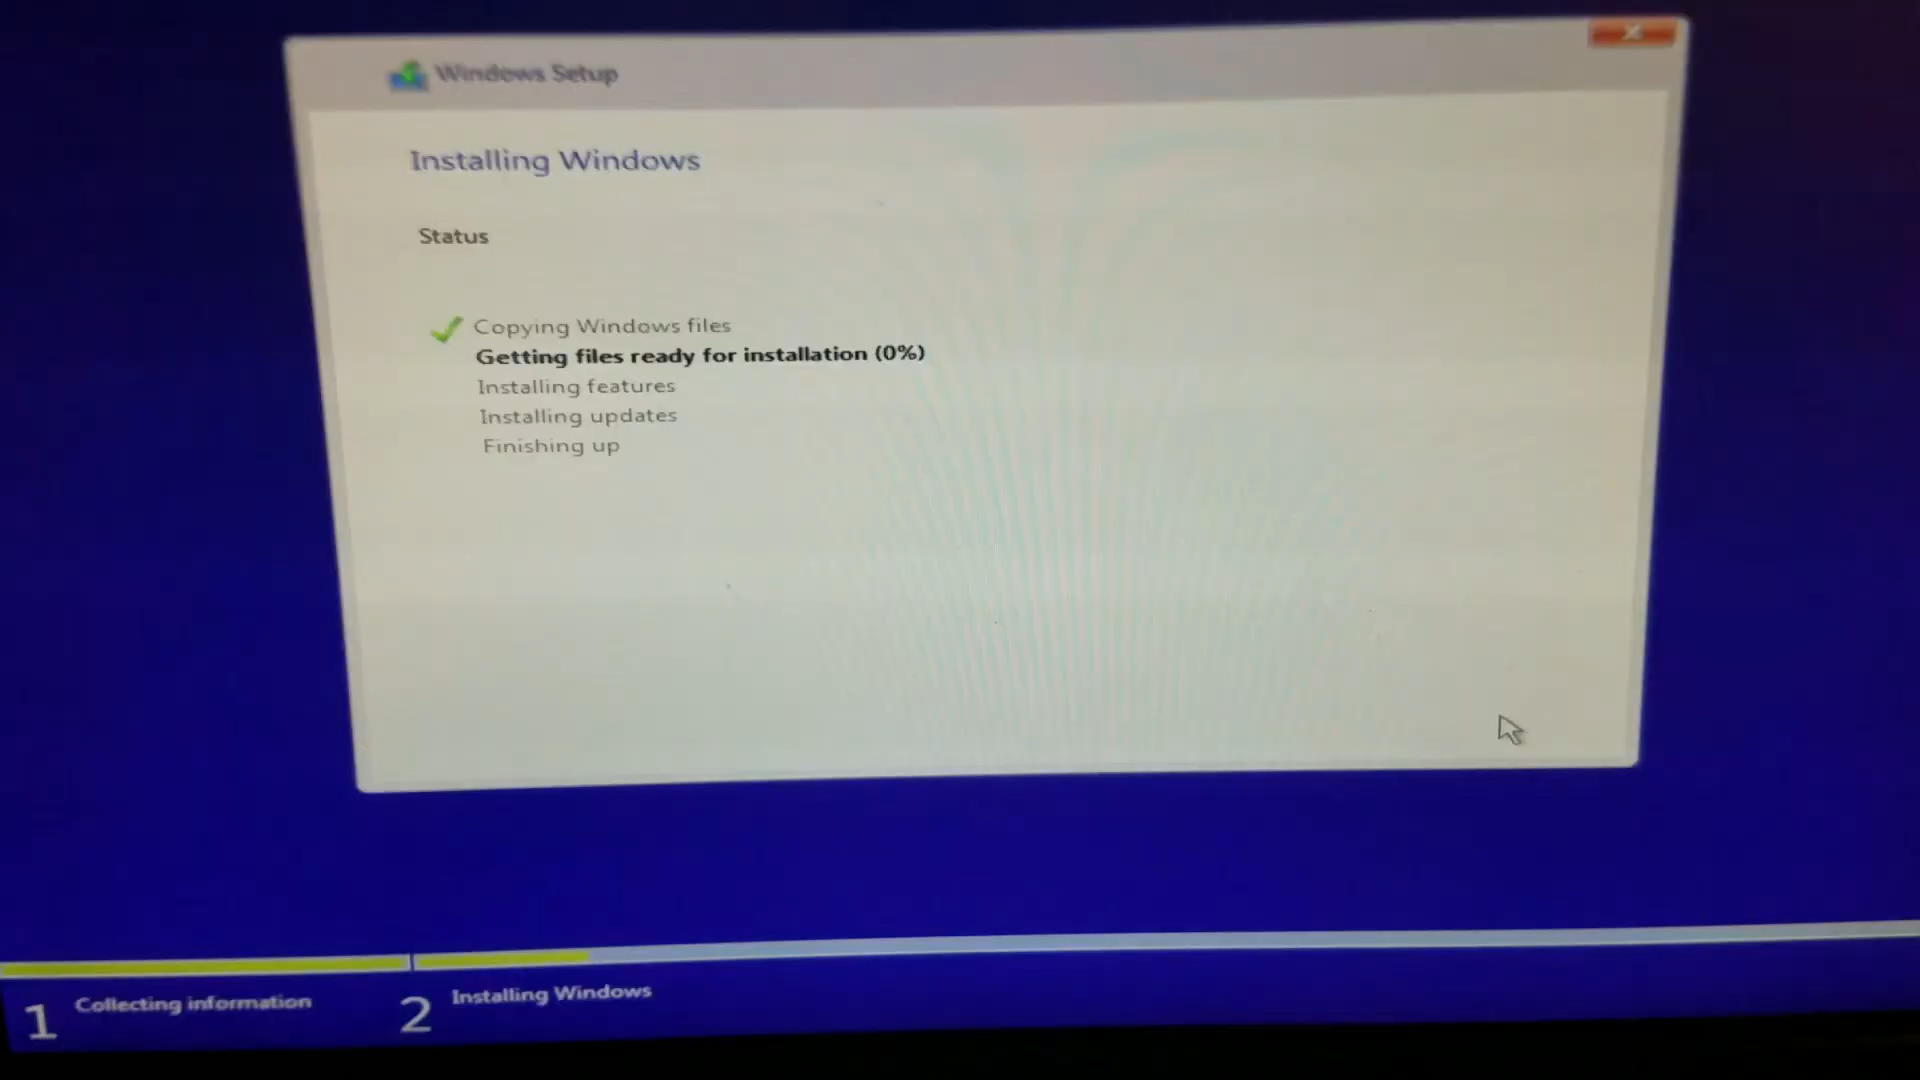 Windows Setup
Installing Windows
Status
Copying Windows files
Getting files ready for installation (0%)
Installing features
Installing updates
Finishing up
1 Collecting information
2 Installing Windows